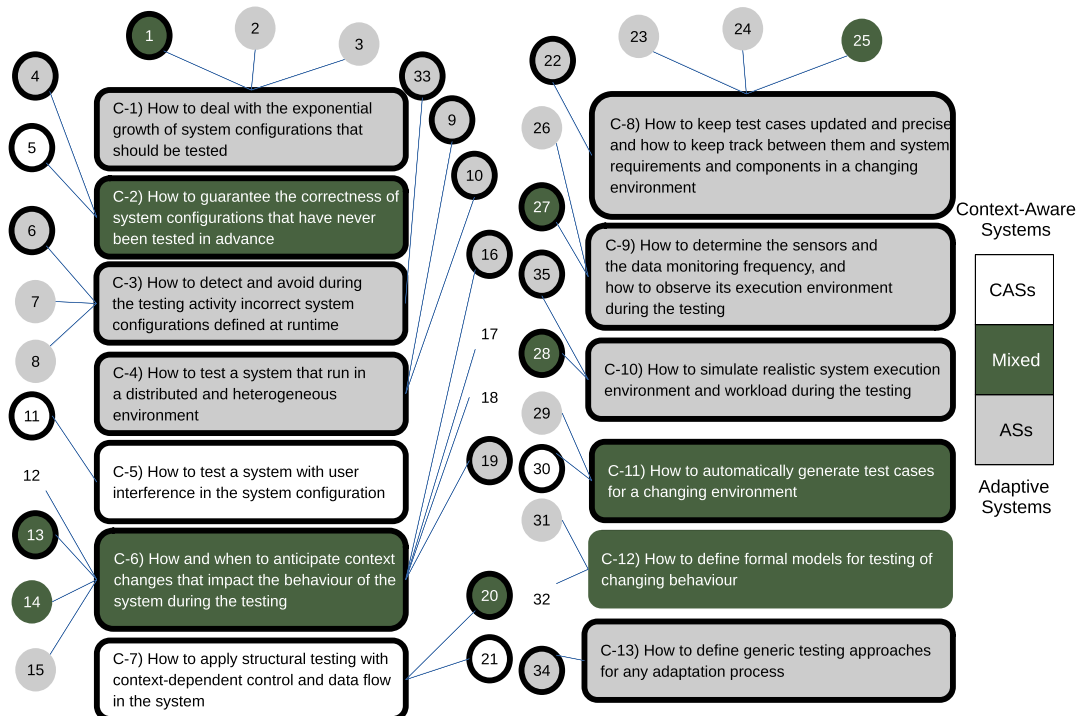 1
2
3
4
33
5
9
C-1) How to deal with the exponential
growth of system configurations that
should be tested
10
C-2) How to guarantee the correctness of
system configurations that have never
been tested in advance
6
16
C-3) How to detect and avoid during
the testing activity incorrect system
configurations defined at runtime
7
8
17
C-4) How to test a system that run in
a distributed and heterogeneous
environment
18
11
C-5) How to test a system with user
interference in the system configuration
19
12
13
C-6) How and when to anticipate context
changes that impact the behaviour of the
system during the testing
14
20
15
21
C-7) How to apply structural testing with
context-dependent control and data flow
in the system
23
24
25
22
26
C-8) How to keep test cases updated and precise
and how to keep track between them and system
requirements and components in a changing
environment
27
C-9) How to determine the sensors and
the data monitoring frequency, and
how to observe its execution environment
during the testing
35
28
C-10) How to simulate realistic system execution
environment and workload during the testing
29
30
C-11) How to automatically generate test cases
for a changing environment
31
C-12) How to define formal models for testing of
changing behaviour
32
34
C-13) How to define generic testing approaches
for any adaptation process
Context-Aware
Systems
CASs
Mixed
ASs
Adaptive
Systems